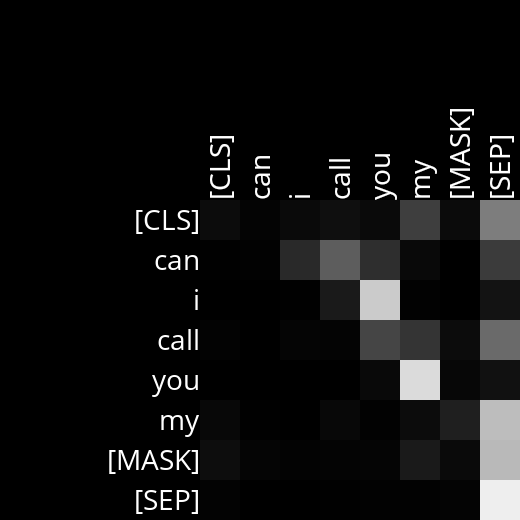 [CLS] can i call you my [MASK] [SEP]
[CLS]
can
i
call
you
my
[MASK]
[SEP]